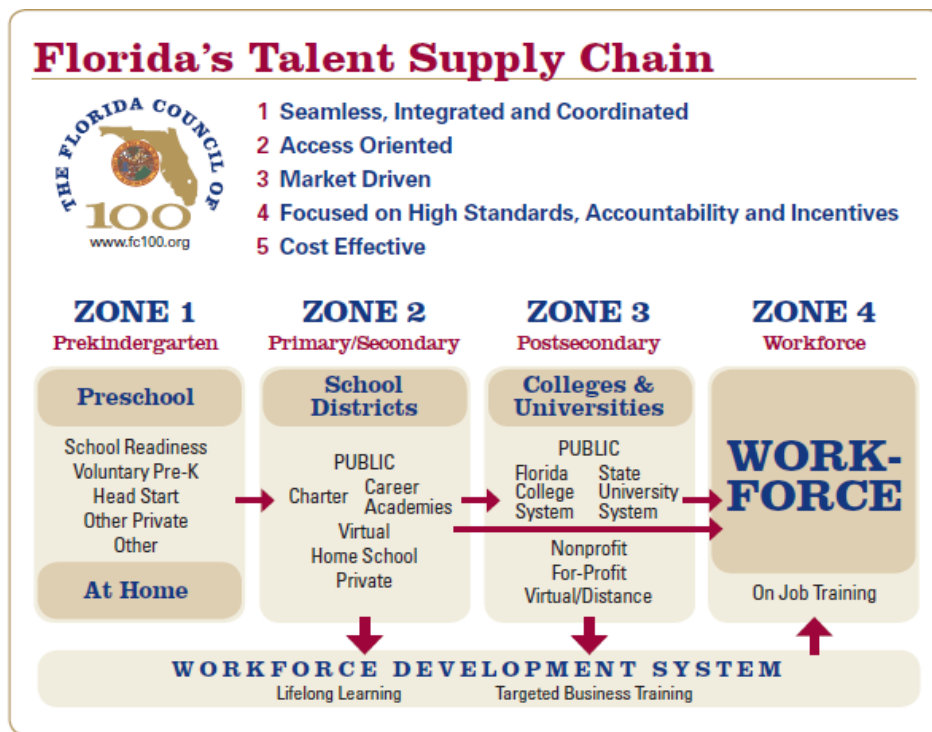 Florida's Talent Supply Chain
THE FLORIDA COUNCIL OF
100
www.fc100.org
1 Seamless, Integrated and Coordinated
2 Access Oriented
3 Market Driven
4 Focused on High Standards, Accountability and Incentives
5 Cost Effective
ZONE 1
Prekindergarten
Preschool
School Readiness
Voluntary Pre-K
Head Start
Other Private
Other
At Home
ZONE 2
Primary/Secondary
School
Districts
PUBLIC
Charter
Career
Academies
Virtual
Home School
Private
ZONE 3
Postsecondary
Colleges &
Universities
PUBLIC
Florida
College
System
State
University
System
Nonprofit
For-Profit
Virtual/Distance
ZONE 4
Workforce
WORK-
FORCE
On Job Training
WORKFORCE DEVELOPMENT SYSTEM
Lifelong Learning
Targeted Business Training